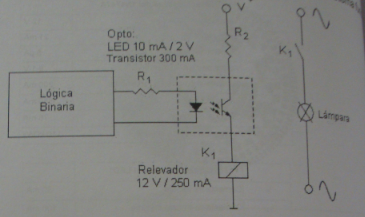 V
Opto:
LED 10 mA / 2 V
Transistor 300 mA
R2
R1
K1
Lógica
Binaria
Lámpara
K1
Relevador
12 V / 250 mA